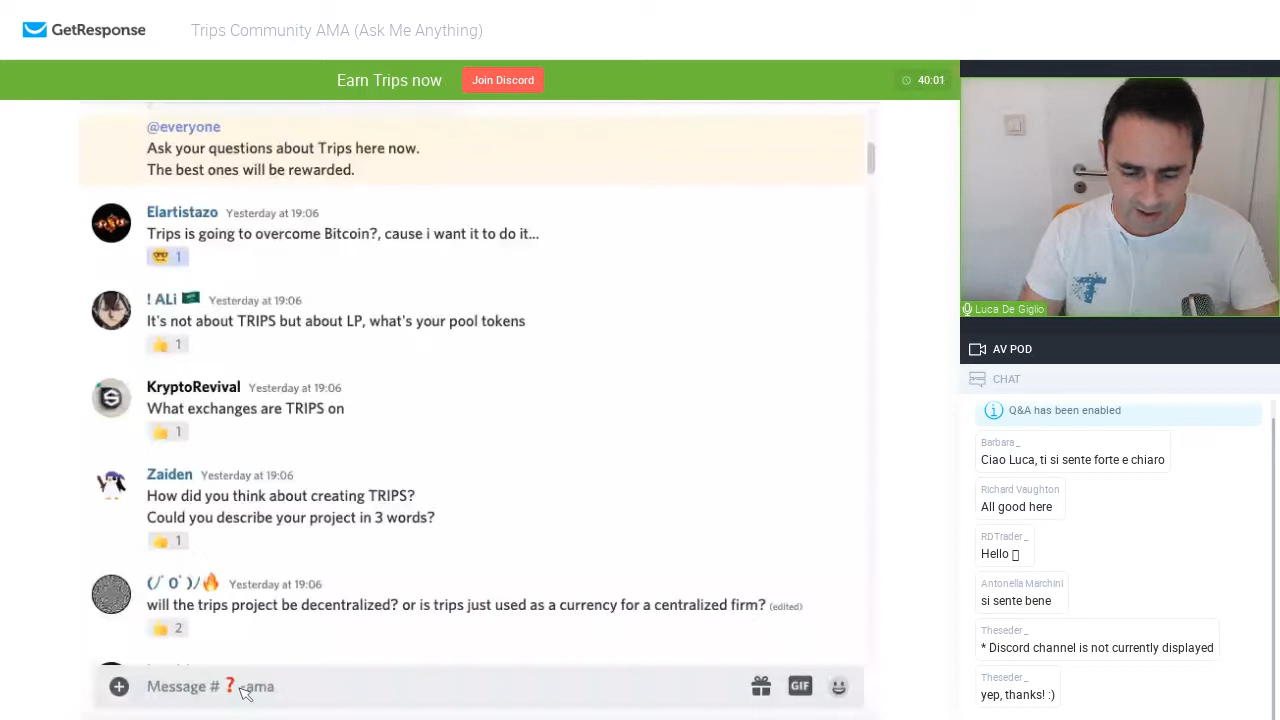 GetResponse
Trips Community AMA (Ask Me Anything)
Earn Trips now
Join Discord
40:01
@everyone
Ask your questions about Trips here now.
The best ones will be rewarded.
Elartistazo Yesterday at 19:06
Trips is going to overcome Bitcoin?, cause i want it to do it...
1
! ALi Yesterday at 19:06
It's not about TRIPS but about LP, what's your pool tokens
1
KryptoRevival Yesterday at 19:06
What exchanges are TRIPS on
1
Zaiden Yesterday at 19:06
How did you think about creating TRIPS?
Could you describe your project in 3 words?
1
(ノ゚0゚)ノ🔥 Yesterday at 19:06
will the trips project be decentralized? or is trips just used as a currency for a centralized firm? (edited)
2
Message #❓-ama
GIF
Luca De Giglio
AV POD
CHAT
Q&A has been enabled
Barbara _
Ciao Luca, ti si sente forte e chiaro
Richard Vaughton
All good here
RDTrader _
Hello
Antonella Marchini
si sente bene
Theseder _
* Discord channel is not currently displayed
Theseder _
yep, thanks! :)